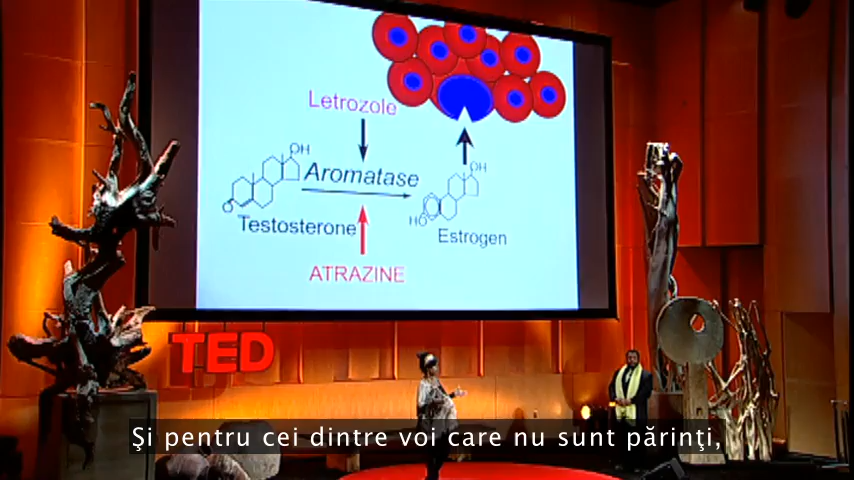 Letrozole
OH
Aromatase
OH
O
Testosterone
HO
Estrogen
ATRAZINE
TED
Şi pentru cei dintre voi care nu sunt părinţi,